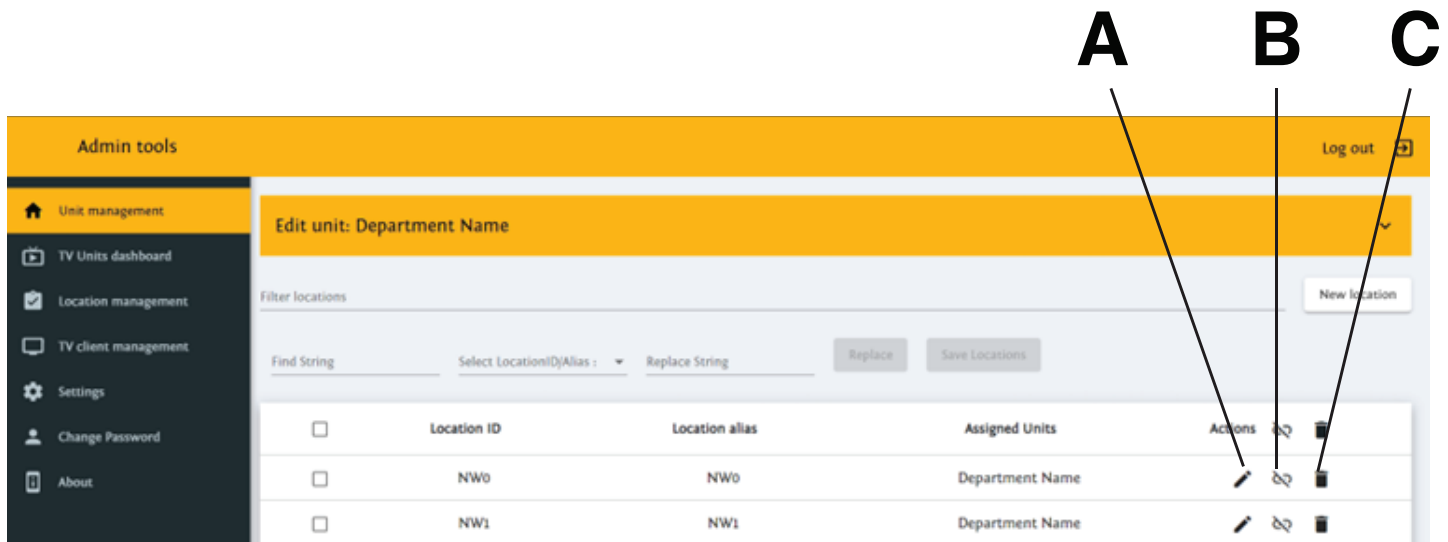 A B C
Admin tools Log out
Unit management
Edit unit: Department Name
TV Units dashboard
Location management
Filter locations New location
TV client management
Find String Select LocationID/Alias : Replace String Replace Save Locations
Settings
Change Password
Location ID Location alias Assigned Units Actions
About
NW0 NW0 Department Name
NW1 NW1 Department Name